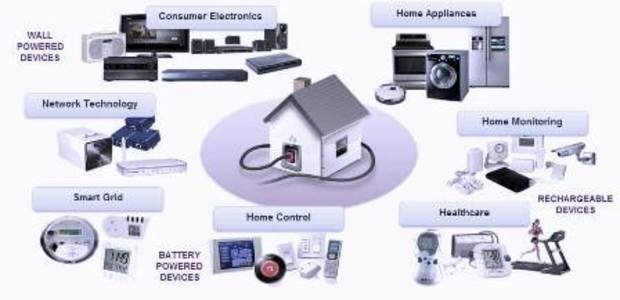 Consumer Electronics
Home Appliances
WALL
POWERED
DEVICES
Network Technology
Home Monitoring
Smart Grid
Home Control
Healthcare
RECHARGEABLE
DEVICES
BATTERY
POWERED
DEVICES